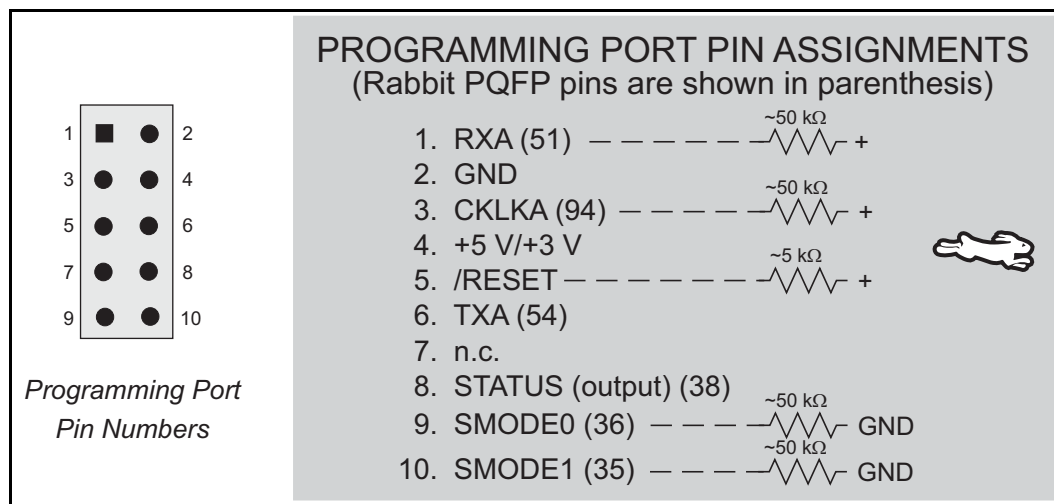 PROGRAMMING PORT PIN ASSIGNMENTS
(Rabbit PQFP pins are shown in parenthesis)
1 2
3 4
5 6
7 8
9 10
Programming Port
Pin Numbers
~50 kΩ
1. RXA (51) +
2. GND
~50 kΩ
3. CKLKA (94) +
4. +5 V/+3 V
~5 kΩ
5. /RESET +
6. TXA (54)
7. n.c.
8. STATUS (output) (38)
~50 kΩ
9. SMODE0 (36) GND
~50 kΩ
10. SMODE1 (35) GND